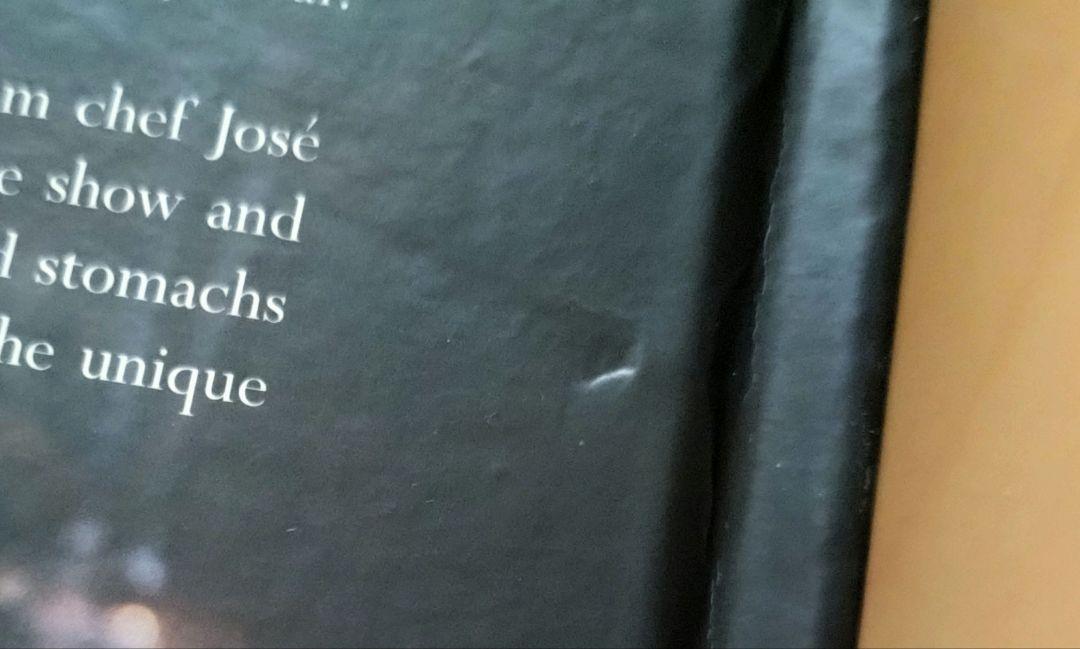 m chef José
e show and
d stomachs
he unique